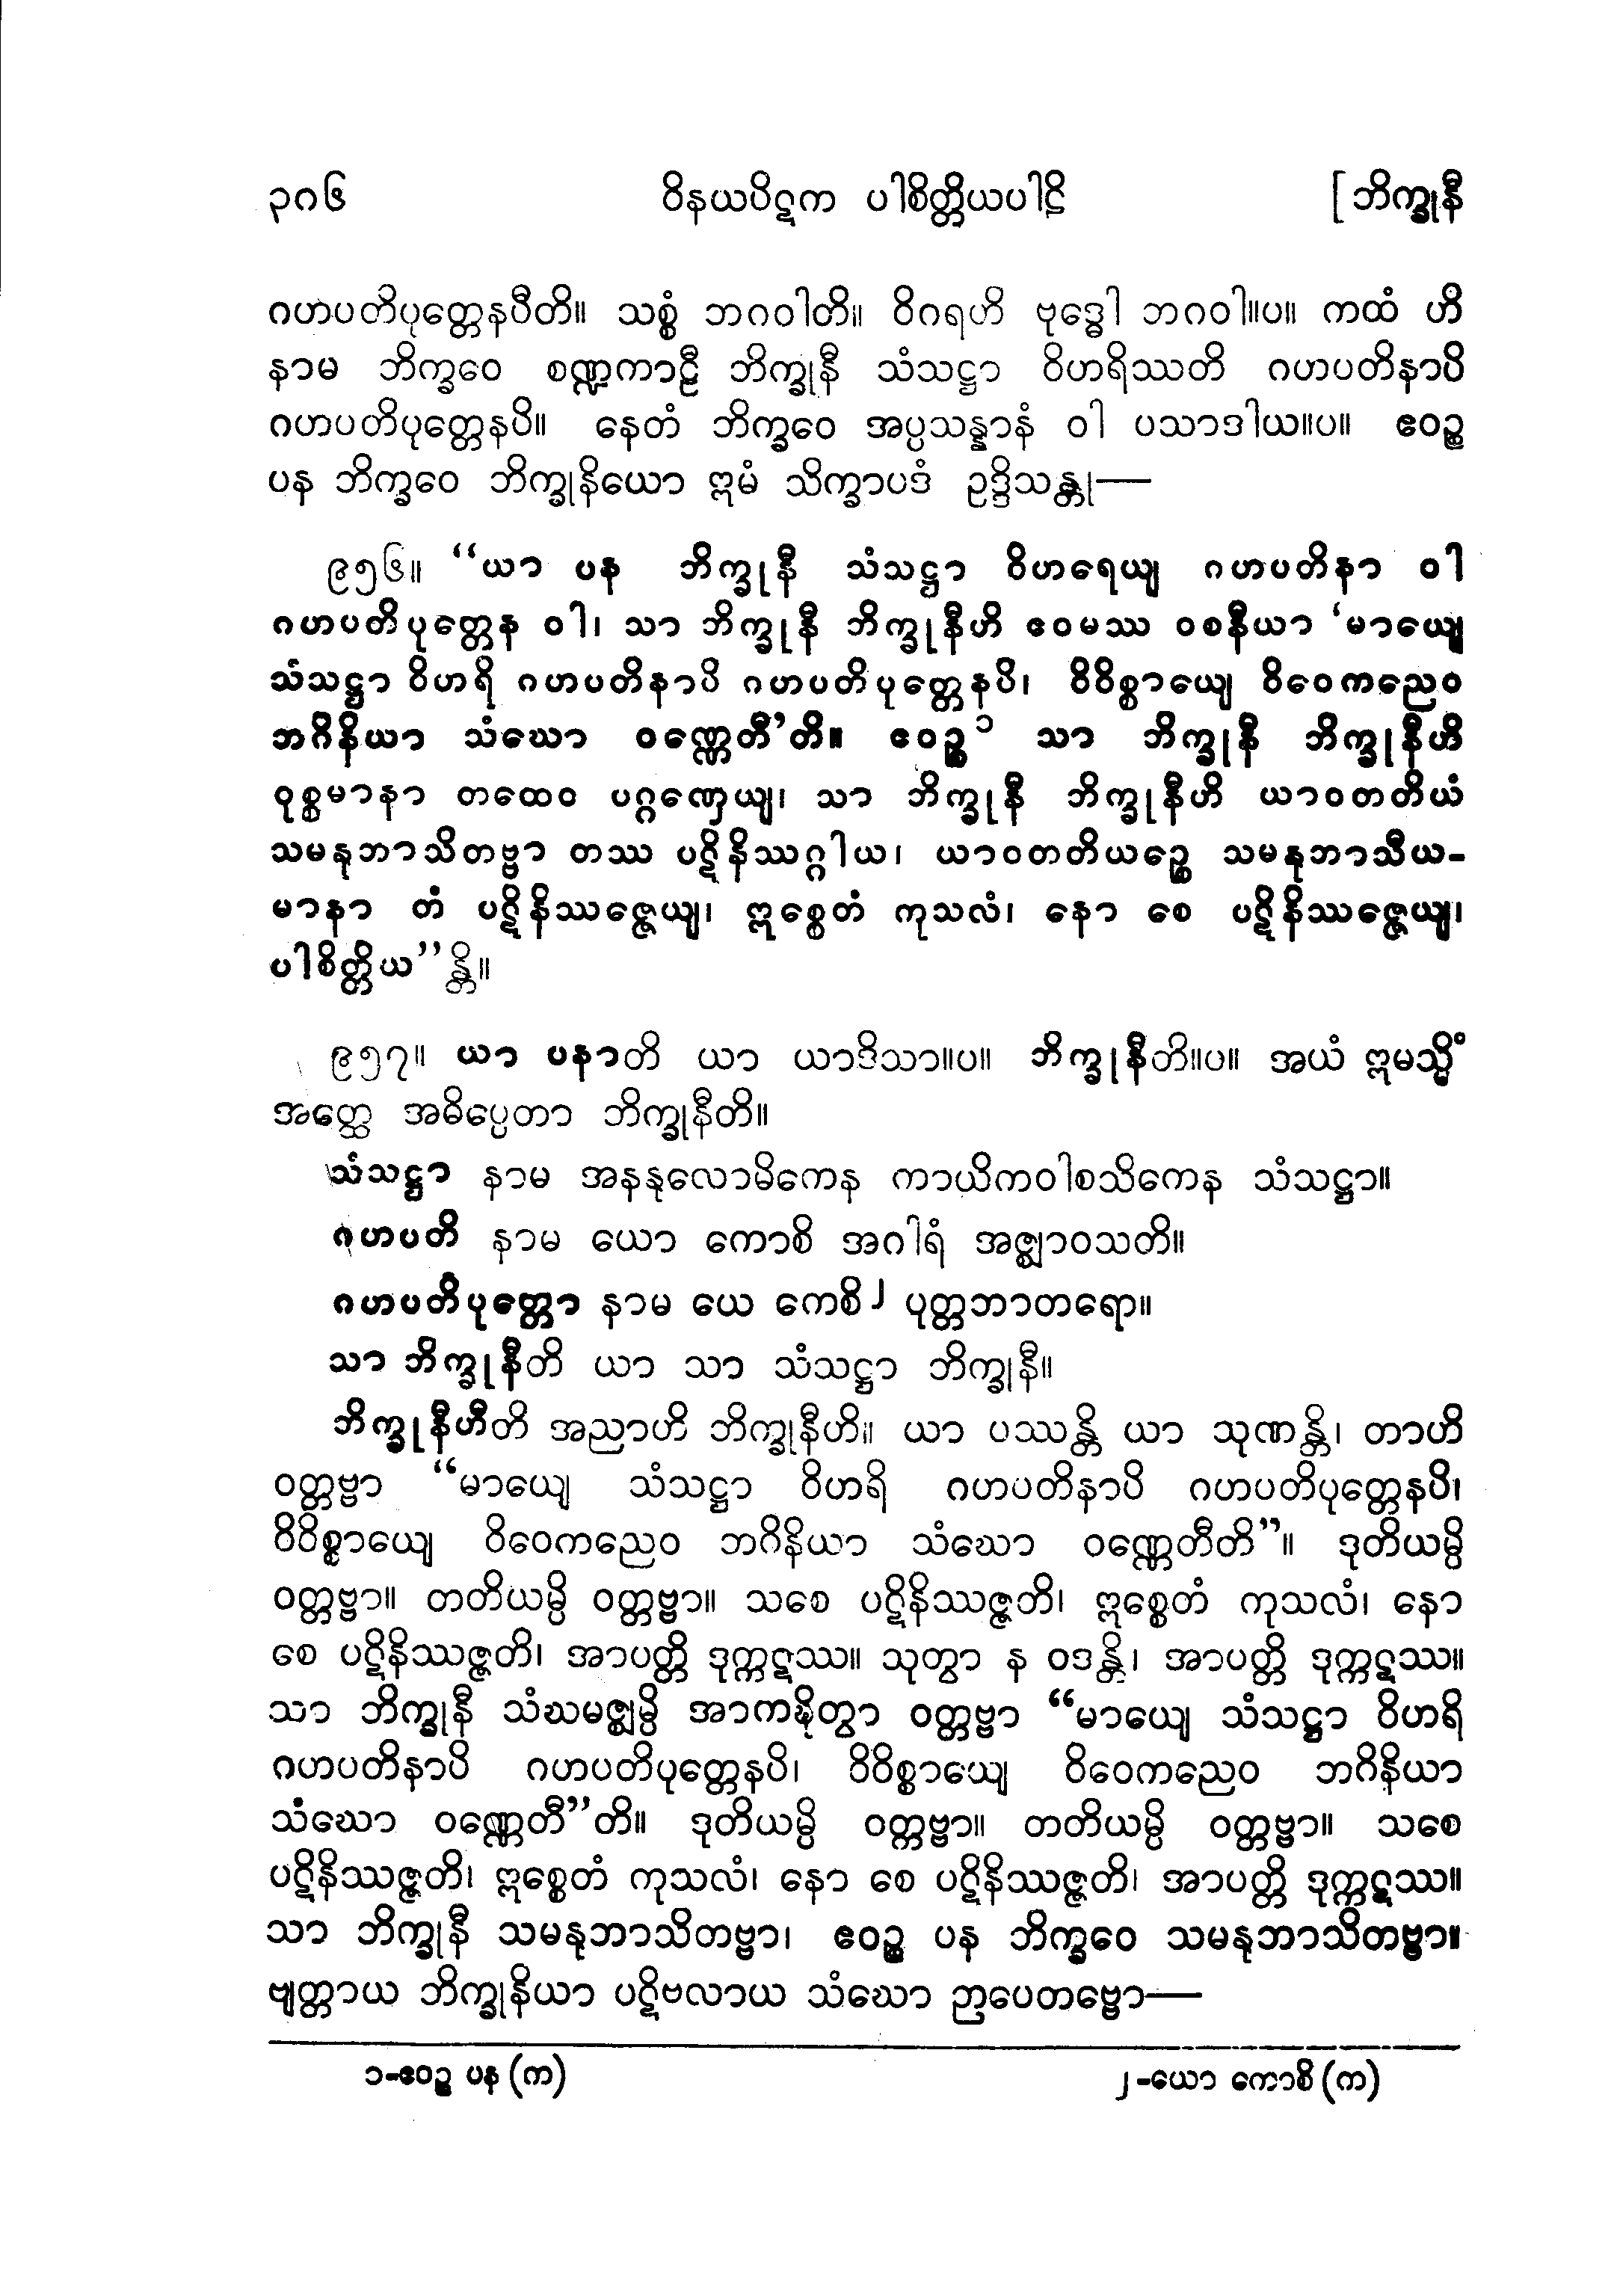 ၃၈၆ ဝိနယပိဋက ပါစိတ္တိယပါဠိ [ ဘိက္ခုနီ
ဂဟပတိပုတ္တေနပီတိ။ သစ္စံ ဘဂဝါတိ။ ဝိဂရဟိ ဗုဒ္ဓေါ ဘဂဝါ။ပ။ ကထံ ဟိ
နာမ ဘိက္ခဝေ စဏ္ဍကာဠီ ဘိက္ခုနီ သံသဋ္ဌာ ဝိဟရိဿတိ ဂဟပတိနာပိ
ဂဟပတိပုတ္တေနပိ။ နေတံ ဘိက္ခဝေ အပ္ပသန္နာနံ ဝါ ပသာဒါယ။ပ။ ဧဝဉ္စ
ပန ဘိက္ခဝေ ဘိက္ခုနိယော ဣမံ သိက္ခာပဒံ ဥဒ္ဒိသန္တု—
၉၅၆။ “ယာ ပန ဘိက္ခုနီ သံသဋ္ဌာ ဝိဟရေယျ ဂဟပတိနာ ဝါ
ဂဟပတိပုတ္တေန ဝါ၊ သာ ဘိက္ခုနီ ဘိက္ခုနီဟိ ဧဝမဿ ဝစနီယာ ‘မာယျေ
သံသဋ္ဌာ ဝိဟရိ ဂဟပတိနာပိ ဂဟပတိပုတ္တေနပိ၊ ဝိဝိစ္စာယျေ ဝိဝေကညေဝ
ဘဂိနိယာ သံဃော ဝဏ္ဏေတီ’တိ။ ဧဝဉ္စ၁ သာ ဘိက္ခုနီ ဘိက္ခုနီဟိ
ဝုစ္စမာနာ တထေဝ ပဂ္ဂဏှေယျ၊ သာ ဘိက္ခုနီ ဘိက္ခုနီဟိ ယာဝတတိယံ
သမနုဘာသိတဗ္ဗာ တဿ ပဋိနိဿဂ္ဂါယ၊ ယာဝတတိယဉ္စေ သမနုဘာသီယ-
မာနာ တံ ပဋိနိဿဇ္ဇေယျ၊ ဣစ္စေတံ ကုသလံ၊ နော စေ ပဋိနိဿဇ္ဇေယျ၊
ပါစိတ္တိယ”န္တိ။
၉၅၇။ ယာ ပနာတိ ယာ ယာဒိသာ။ပ။ ဘိက္ခုနီတိ။ပ။ အယံ ဣမသ္မိံ
အတ္ထေ အဓိပ္ပေတာ ဘိက္ခုနီတိ။
သံသဋ္ဌာ နာမ အနနုလောမိကေန ကာယိကဝါစသိကေန သံသဋ္ဌာ။
ဂဟပတိ နာမ ယော ကောစိ အဂါရံ အဇ္ဈာဝသတိ။
ဂဟပတိပုတ္တော နာမ ယေ ကေစိ၂ ပုတ္တဘာတရော။
သာ ဘိက္ခုနီတိ ယာ သာ သံသဋ္ဌာ ဘိက္ခုနီ။
ဘိက္ခုနီဟီတိ အညာဟိ ဘိက္ခုနီဟိ။ ယာ ပဿန္တိ ယာ သုဏန္တိ၊ တာဟိ
ဝတ္တဗ္ဗာ “မာယျေ သံသဋ္ဌာ ဝိဟရိ ဂဟပတိနာပိ ဂဟပတိပုတ္တေနပိ၊
ဝိဝိစ္စာယျေ ဝိဝေကညေဝ ဘဂိနိယာ သံဃော ဝဏ္ဏေတီတိ”။ ဒုတိယမ္ပိ
ဝတ္တဗ္ဗာ။ တတိယမ္ပိ ဝတ္တဗ္ဗာ။ သစေ ပဋိနိဿဇ္ဇတိ၊ ဣစ္စေတံ ကုသလံ၊ နော
စေ ပဋိနိဿဇ္ဇတိ၊ အာပတ္တိ ဒုက္ကဋဿ။ သုတွာ န ဝဒန္တိ၊ အာပတ္တိ ဒုက္ကဋဿ။
သာ ဘိက္ခုနီ သံဃမဇ္ဈမ္ပိ အာကဍ္ဎိတွာ ဝတ္တဗ္ဗာ “မာယျေ သံသဋ္ဌာ ဝိဟရိ
ဂဟပတိနာပိ ဂဟပတိပုတ္တေနပိ၊ ဝိဝိစ္စာယျေ ဝိဝေကညေဝ ဘဂိနိယာ
သံဃော ဝဏ္ဏေတီ”တိ။ ဒုတိယမ္ပိ ဝတ္တဗ္ဗာ။ တတိယမ္ပိ ဝတ္တဗ္ဗာ။ သစေ
ပဋိနိဿဇ္ဇတိ၊ ဣစ္စေတံ ကုသလံ၊ နော စေ ပဋိနိဿဇ္ဇတိ၊ အာပတ္တိ ဒုက္ကဋဿ။
သာ ဘိက္ခုနီ သမနုဘာသိတဗ္ဗာ၊ ဧဝဉ္စ ပန ဘိက္ခဝေ သမနုဘာသိတဗ္ဗာ။
ဗျတ္တာယ ဘိက္ခုနိယာ ပဋိဗလာယ သံဃော ဉာပေတဗ္ဗော—
၁-ဧဝဉ္စ ပန (က) ၂-ယော ကောစိ (က)